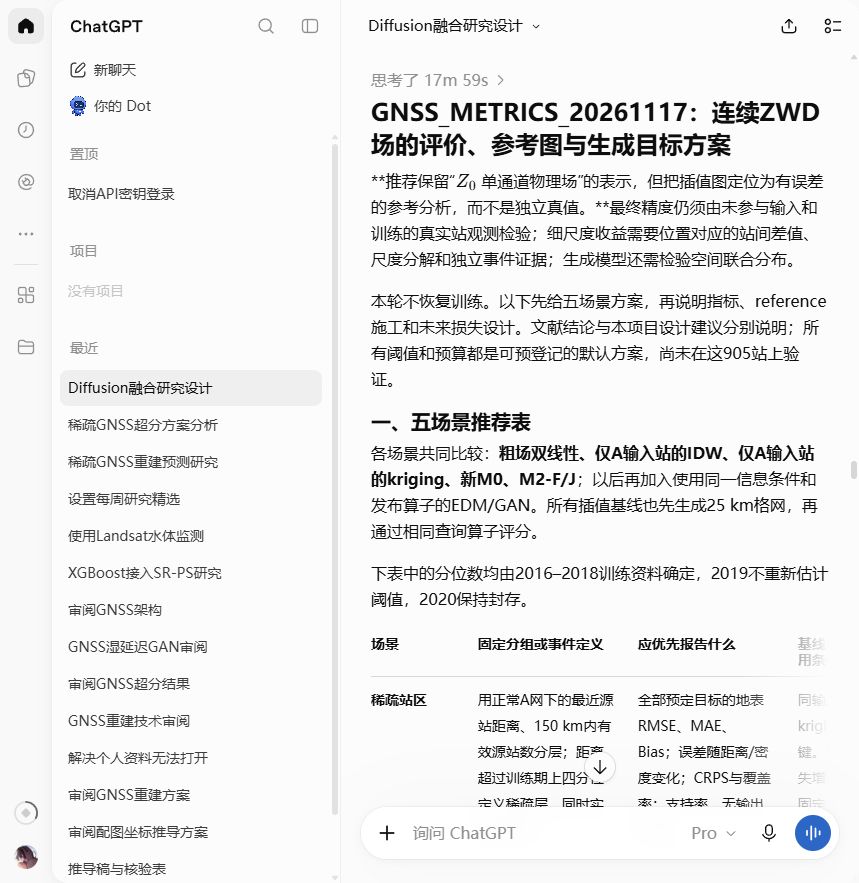 ChatGPT
新聊天
你的 Dot
置顶
取消API密钥登录
项目
没有项目
最近
Diffusion融合研究设计
稀疏GNSS超分方案分析
稀疏GNSS重建预测研究
设置每周研究精选
使用Landsat水体监测
XGBoost接入SR-PS研究
审阅GNSS架构
GNSS湿延迟GAN审阅
审阅GNSS超分结果
GNSS重建技术审阅
解决个人资料无法打开
审阅GNSS重建方案
审阅配图坐标推导方案
推导稿与核验表
Diffusion融合研究设计
思考了 17m 59s
GNSS_METRICS_20261117：连续ZWD
场的评价、参考图与生成目标方案
**推荐保留“Z₀ 单通道物理场”的表示，但把插值图定位为有误差
的参考分析，而不是独立真值。**最终精度仍须由未参与输入和
训练的真实站观测检验；细尺度收益需要位置对应的站间差值、
尺度分解和独立事件证据；生成模型还需检验空间联合分布。
本轮不恢复训练。以下先给五场景方案，再说明指标、reference
施工和未来损失设计。文献结论与本项目设计建议分别说明；所
有阈值和预算都是可预登记的默认方案，尚未在这905站上验
证。
一、五场景推荐表
各场景共同比较：粗场双线性、仅A输入站的IDW、仅A输入站
的kriging、新M0、M2-F/J；以后再加入使用同一信息条件和
发布算子的EDM/GAN。所有插值基线也先生成25 km格网，再
通过相同查询算子评分。
下表中的分位数均由2016–2018训练资料确定，2019不重新估计
阈值，2020保持封存。
场景 固定分组或事件定义 应优先报告什么 基线
用条
稀疏站区 用正常A网下的最近源 全部预定目标的地表 同输
站距离、150 km内有 RMSE、MAE、 krig
效源站数分层；距离 Bias；误差随距离/密 键。
超过训练期上四分位 度变化；CRPS与覆盖 失增
定义稀疏层，同时实 率；支持率、无输出 固定
询问 ChatGPT
Pro